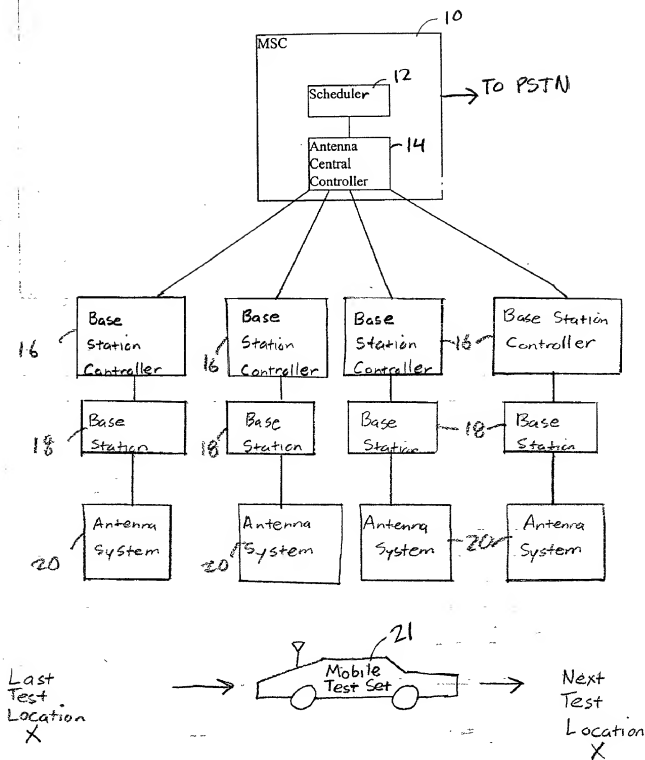 10
MSC
12
Scheduler
TO PSTN
14
Antenna
Central
Controller
Base
Station
Controller
16
Base
Station
Controller
16
Base
Station
Controller
16
Base Station
Controller
18
Base
Station
18
Base
Station
Base
Station
18
Base
Station
20
Antenna
System
20
Antenna
System
Antenna
System
20
Antenna
System
21
Mobile
Test Set
Last
Test
Location
X
Next
Test
Location
X